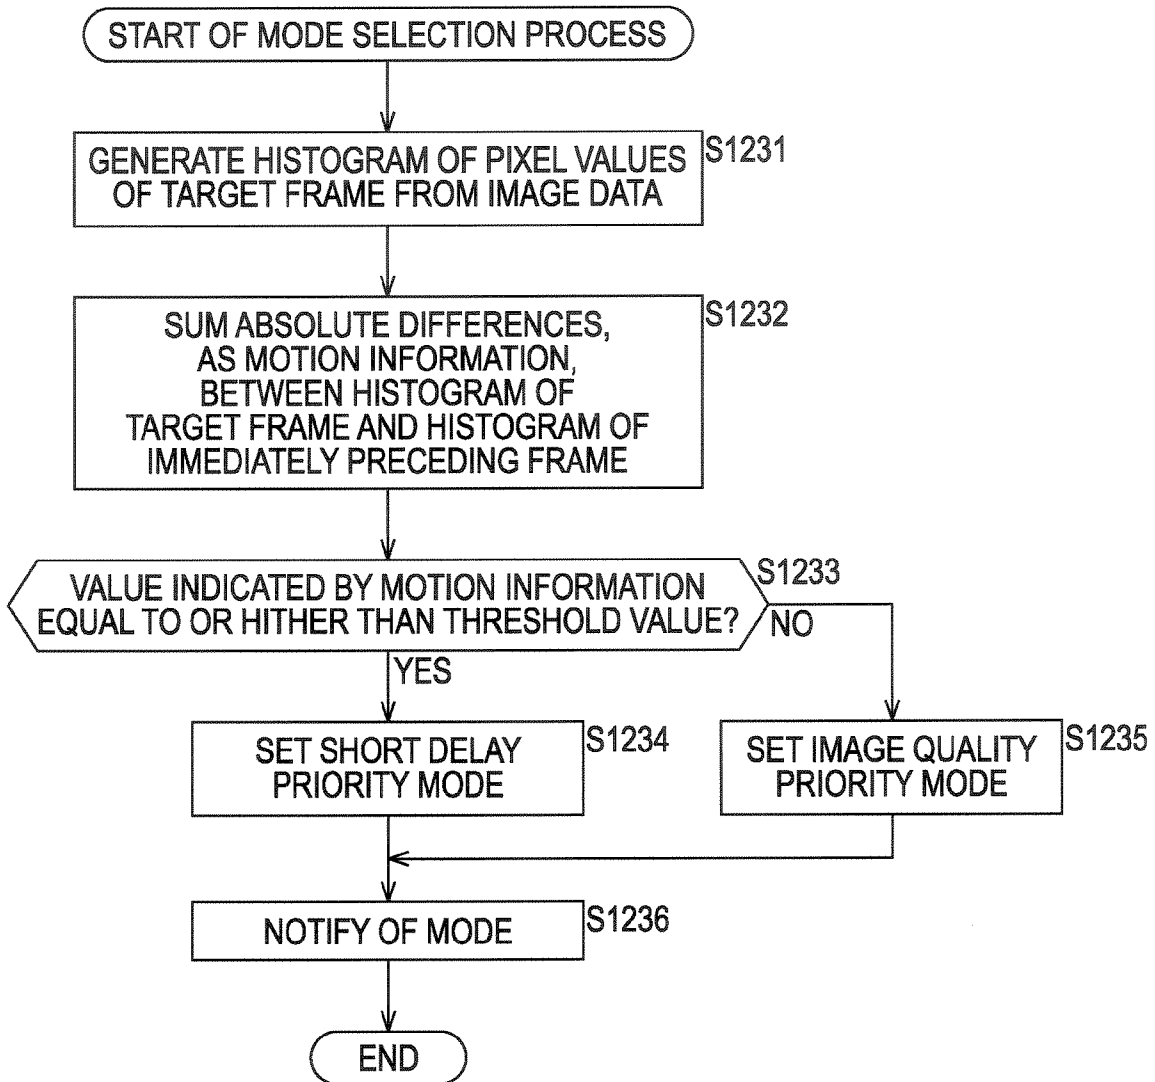 START OF MODE SELECTION PROCESS
GENERATE HISTOGRAM OF PIXEL VALUES
OF TARGET FRAME FROM IMAGE DATA
S1231
SUM ABSOLUTE DIFFERENCES,
AS MOTION INFORMATION,
BETWEEN HISTOGRAM OF
TARGET FRAME AND HISTOGRAM OF
IMMEDIATELY PRECEDING FRAME
S1232
VALUE INDICATED BY MOTION INFORMATION
EQUAL TO OR HITHER THAN THRESHOLD VALUE?
S1233
NO
YES
SET SHORT DELAY
PRIORITY MODE
S1234
SET IMAGE QUALITY
PRIORITY MODE
S1235
NOTIFY OF MODE
S1236
END